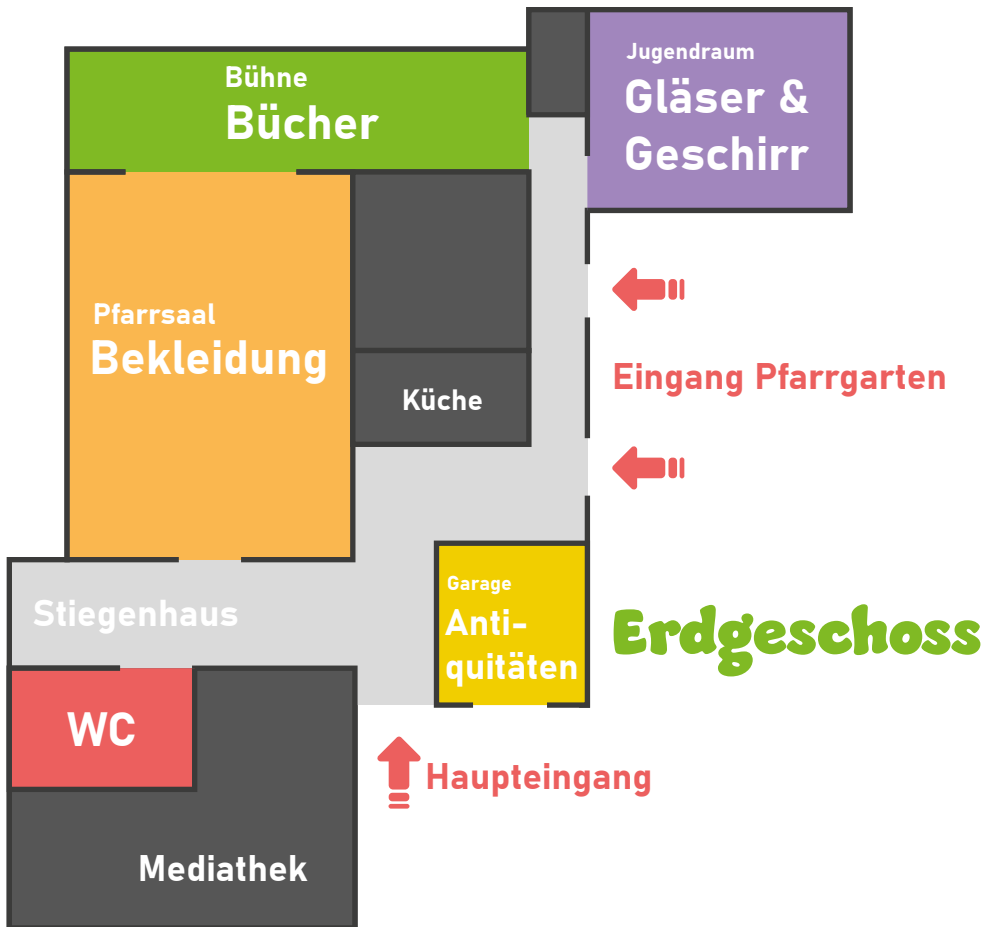 Jugendraum
Gläser &
Geschirr
Bühne
Bücher
Pfarrsaal
Bekleidung
Küche
Eingang Pfarrgarten
Stiegenhaus
Garage
Anti-
quitäten
Erdgeschoss
WC
Haupteingang
Mediathek